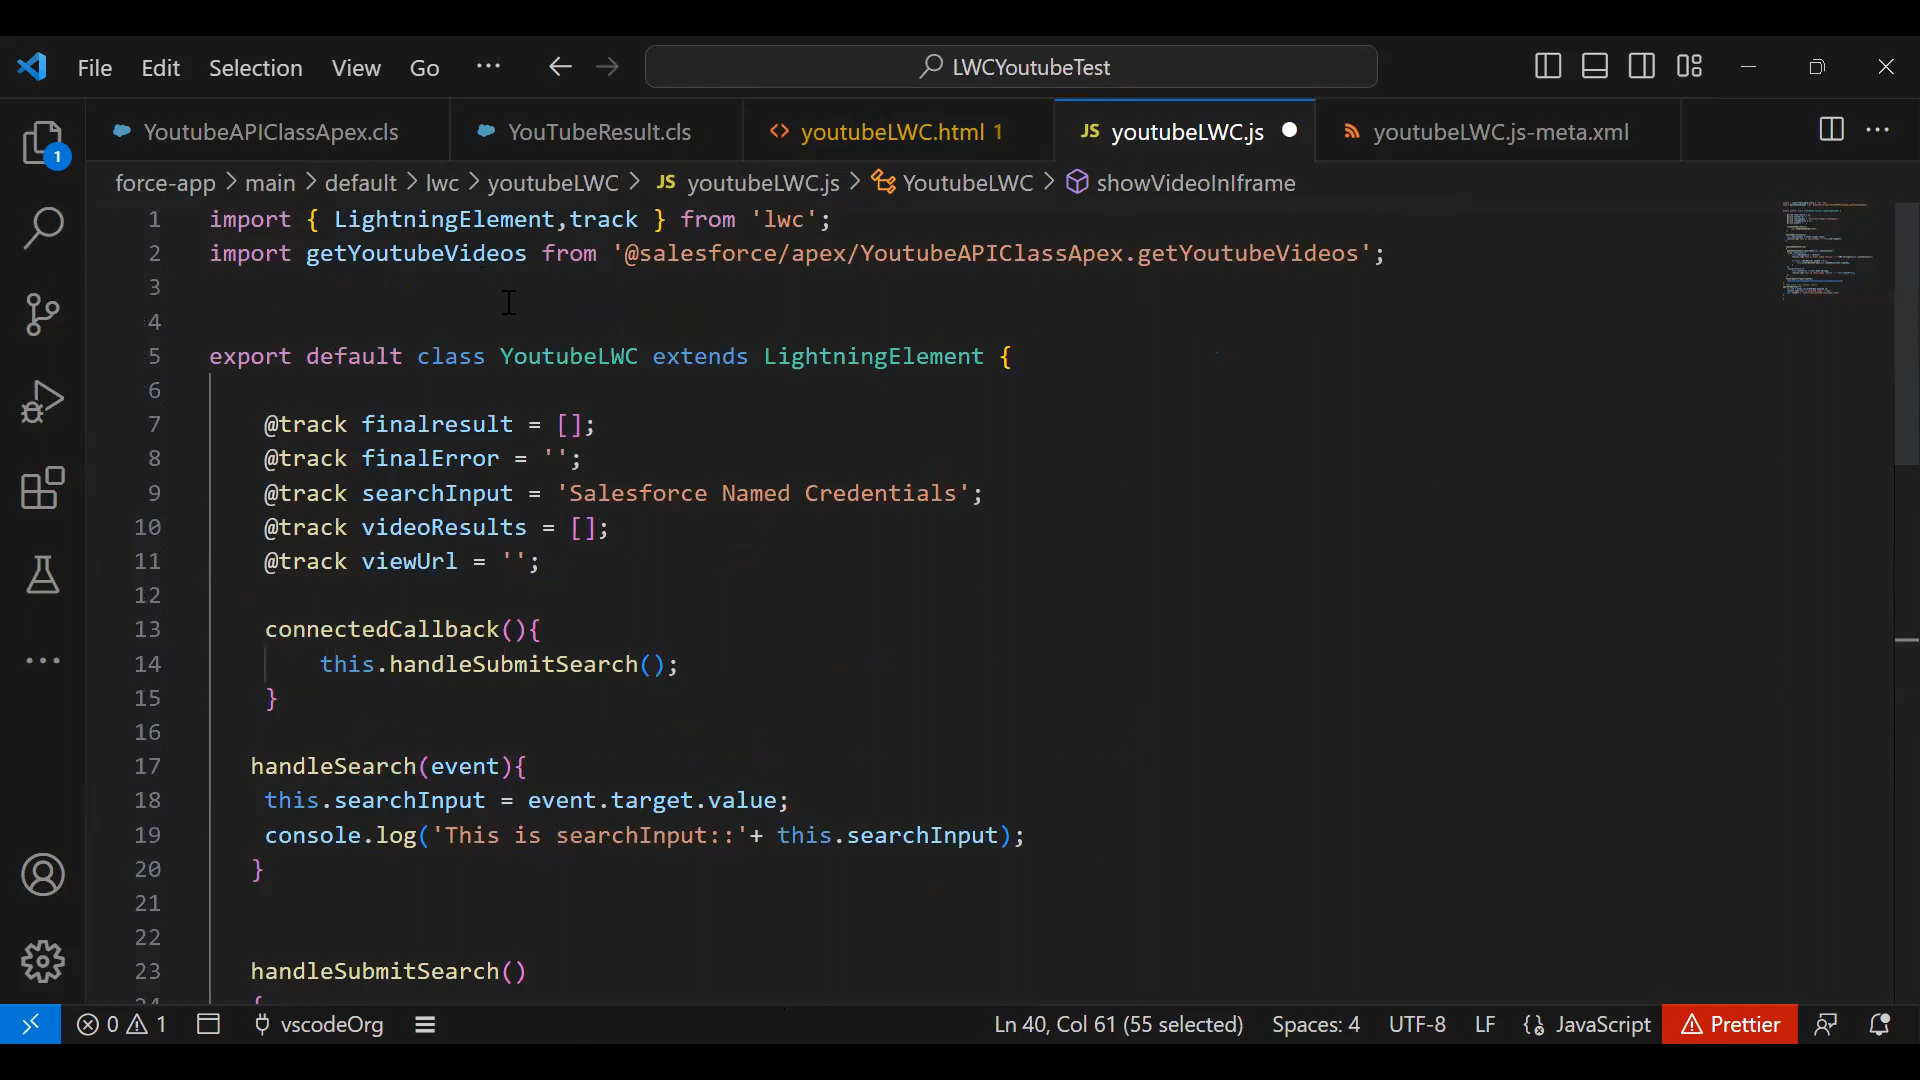 File Edit Selection View Go ··· LWCYoutubeTest
YoutubeAPIClassApex.cls YouTubeResult.cls youtubeLWC.html 1 JS youtubeLWC.js youtubeLWC.js-meta.xml
1
force-app > main > default > lwc > youtubeLWC > JS youtubeLWC.js > YoutubeLWC > showVideoInIframe
1 import { LightningElement,track } from 'lwc';
2 import getYoutubeVideos from '@salesforce/apex/YoutubeAPIClassApex.getYoutubeVideos';
3
4
5 export default class YoutubeLWC extends LightningElement {
6
7 @track finalresult = [];
8 @track finalError = '';
9 @track searchInput = 'Salesforce Named Credentials';
10 @track videoResults = [];
11 @track viewUrl = '';
12
13 connectedCallback(){
14 this.handleSubmitSearch();
15 }
16
17 handleSearch(event){
18 this.searchInput = event.target.value;
19 console.log('This is searchInput::'+ this.searchInput);
20 }
21
22
23 handleSubmitSearch()
24 {
0 1 vscodeOrg Ln 40, Col 61 (55 selected) Spaces: 4 UTF-8 LF JavaScript Prettier